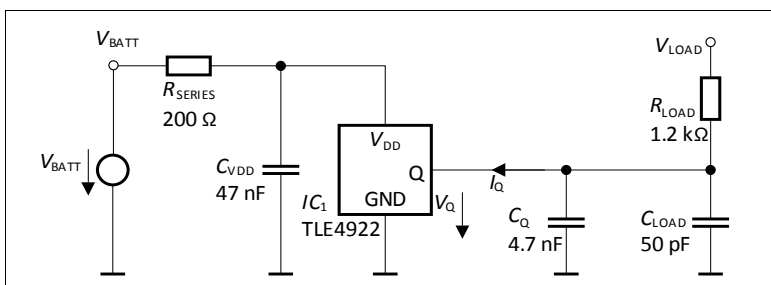 VBATT
RSERIES
200 Ω
VBATT
CVDD
47 nF
VDD
Q
GND
IC1
TLE4922
VQ
IQ
CQ
4.7 nF
VLOAD
RLOAD
1.2 kΩ
CLOAD
50 pF